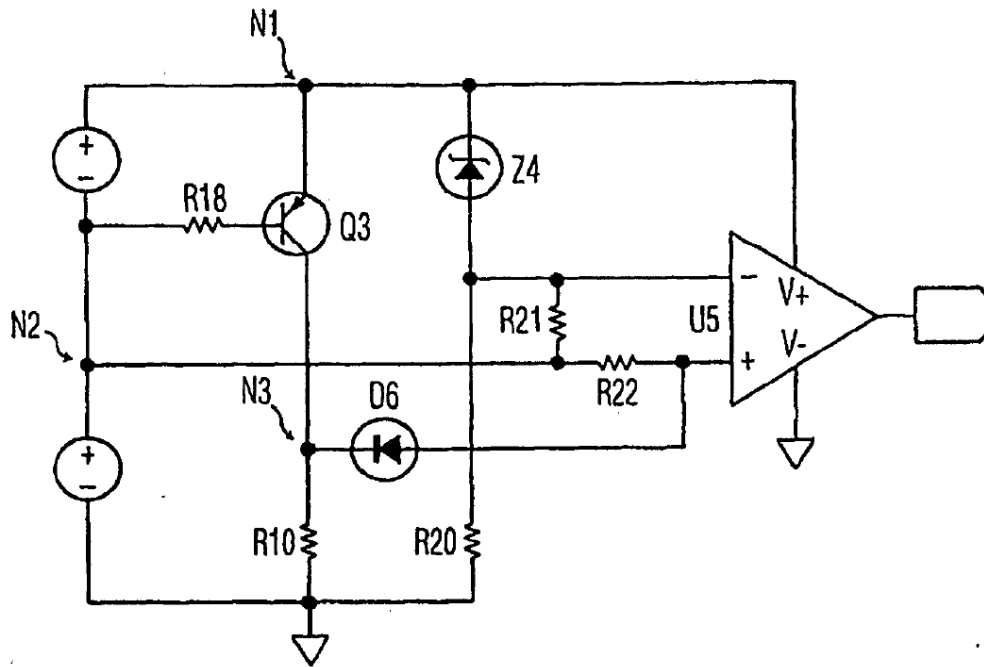 N1
+
-
R18
Q3
Z4
N2
R21
-
V+
U5
V-
+
R22
N3
D6
+
-
R10
R20